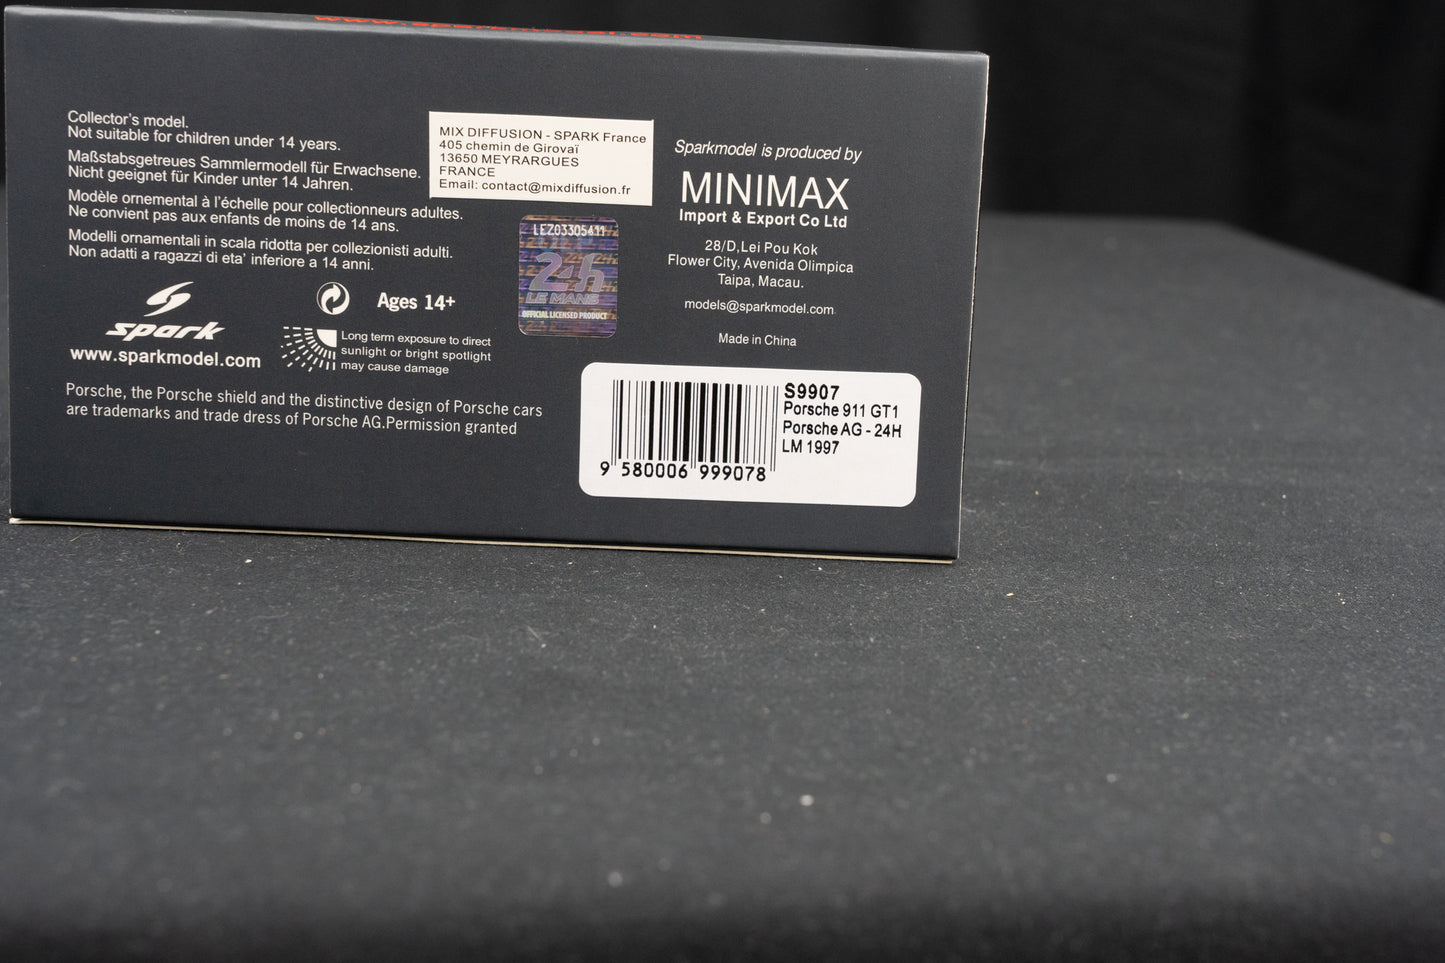 www.sparkmodel.com
Collector's model.
Not suitable for children under 14 years.
Maßstabsgetreues Sammlermodell für Erwachsene.
Nicht geeignet für Kinder unter 14 Jahren.
Modèle ornemental à l'échelle pour collectionneurs adultes.
Ne convient pas aux enfants de moins de 14 ans.
Modelli ornamentali in scala ridotta per collezionisti adulti.
Non adatti a ragazzi di eta' inferiore a 14 anni.
spark
www.sparkmodel.com
Ages 14+
Long term exposure to direct
sunlight or bright spotlight
may cause damage
Porsche, the Porsche shield and the distinctive design of Porsche cars
are trademarks and trade dress of Porsche AG.Permission granted
MIX DIFFUSION - SPARK France
405 chemin de Girovaï
13650 MEYRARGUES
FRANCE
Email: contact@mixdiffusion.fr
LEZ03305411
24h
LE MANS
OFFICIAL LICENSED PRODUCT
Sparkmodel is produced by
MINIMAX
Import & Export Co Ltd
28/D,Lei Pou Kok
Flower City, Avenida Olimpica
Taipa, Macau.
models@sparkmodel.com
Made in China
S9907
Porsche 911 GT1
Porsche AG - 24H
LM 1997
9 580006 999078